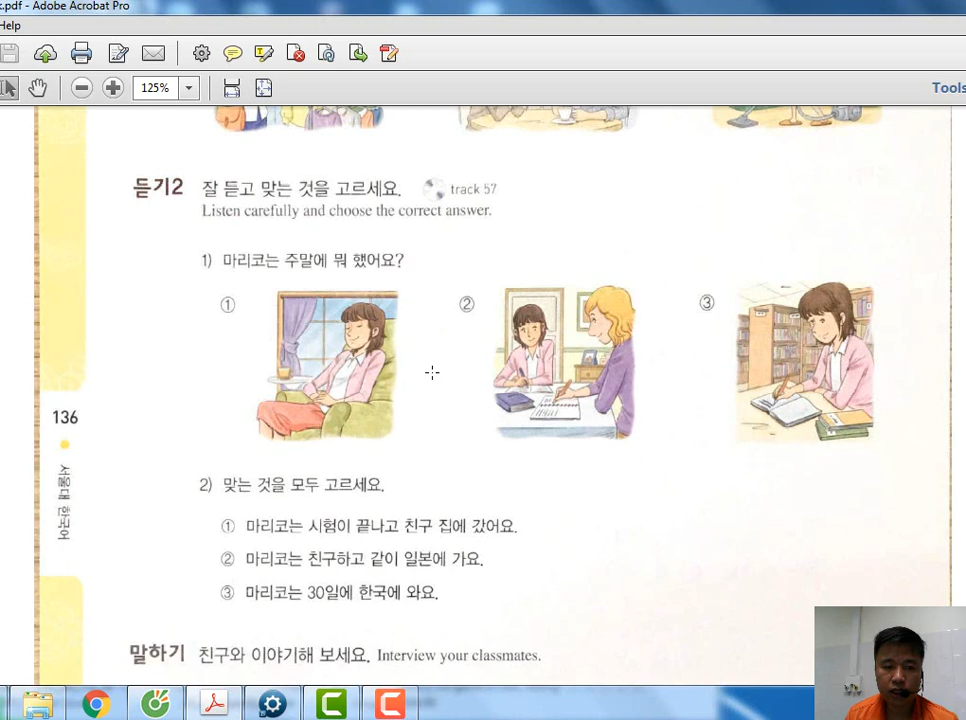 k.pdf - Adobe Acrobat Pro
Help
125%
Tools
듣기2 잘 듣고 맞는 것을 고르세요. track 57
Listen carefully and choose the correct answer.
1) 마리코는 주말에 뭐 했어요?
① ② ③
136
서울대 한국어
2) 맞는 것을 모두 고르세요.
① 마리코는 시험이 끝나고 친구 집에 갔어요.
② 마리코는 친구하고 같이 일본에 가요.
③ 마리코는 30일에 한국에 와요.
말하기 친구와 이야기해 보세요. Interview your classmates.